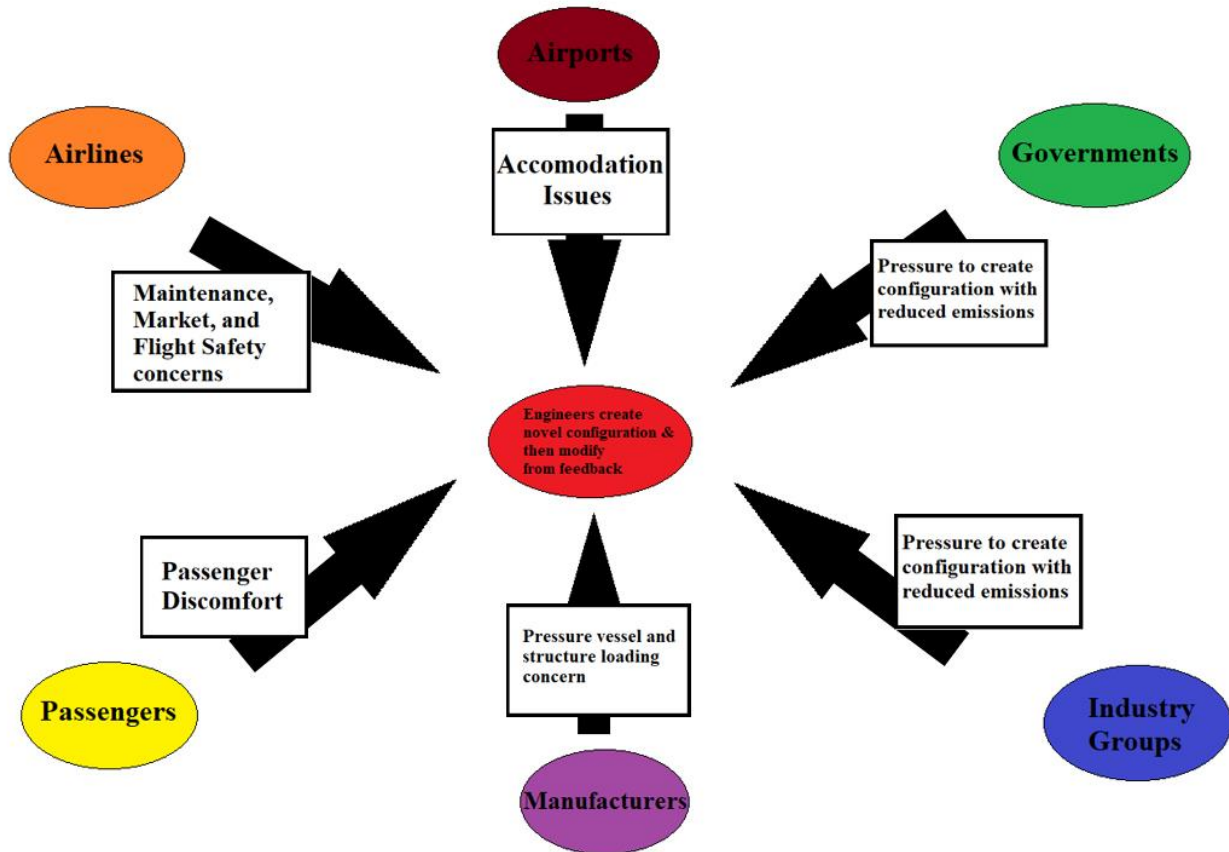 Airports
Airlines
Governments
Accomodation
Issues
Pressure to create
configuration with
reduced emissions
Maintenance,
Market, and
Flight Safety
concerns
Engineers create
novel configuration &
then modify
from feedback
Passenger
Discomfort
Pressure to create
configuration with
reduced emissions
Pressure vessel and
structure loading
concern
Passengers
Industry
Groups
Manufacturers